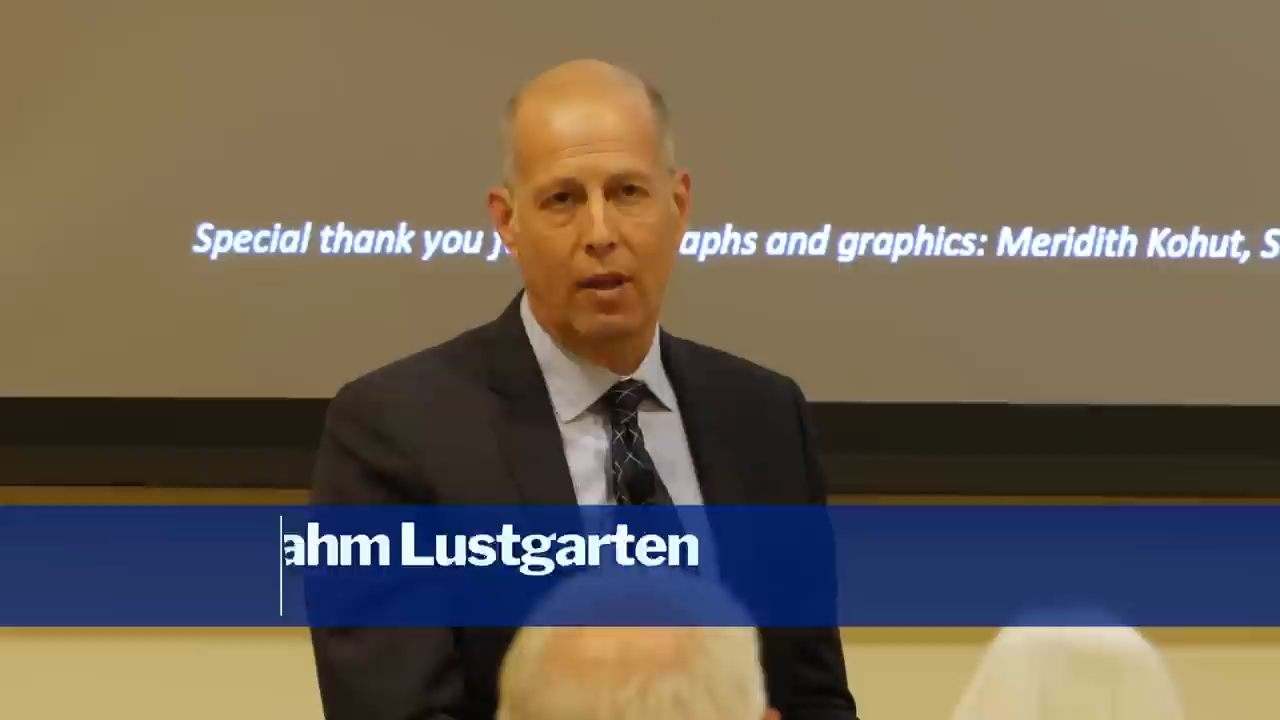 Special thank you aphs and graphics: Meridith Kohut, S
ahm Lustgarten